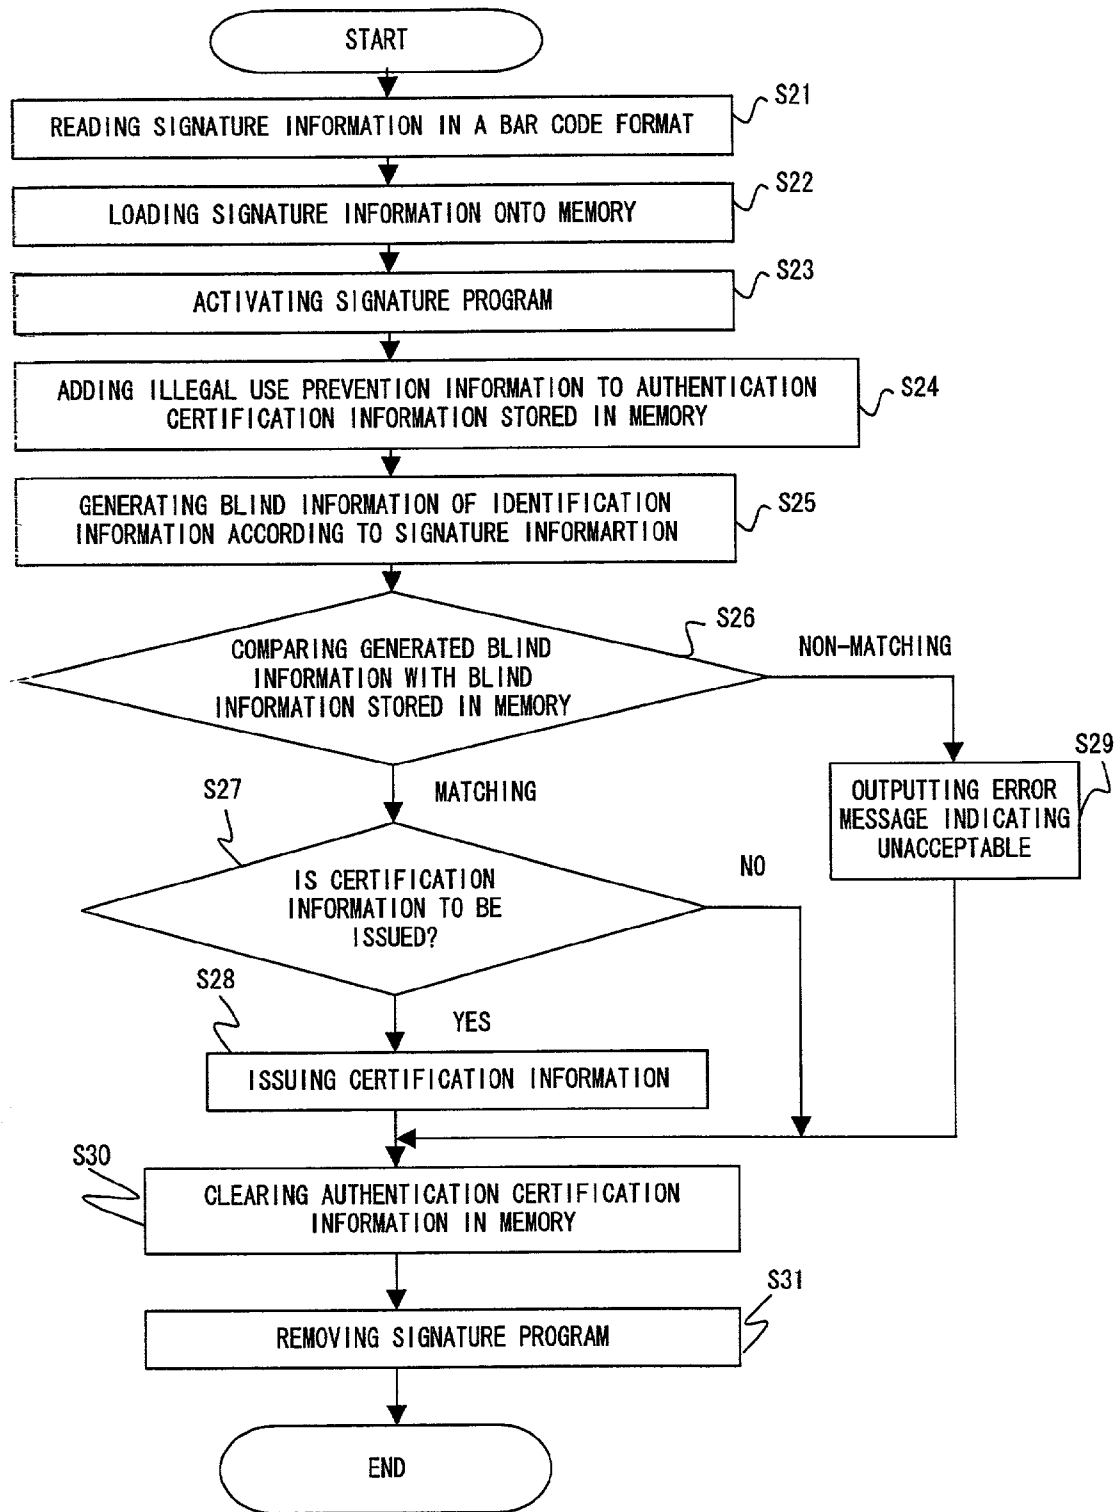 START
S21
READING SIGNATURE INFORMATION IN A BAR CODE FORMAT
S22
LOADING SIGNATURE INFORMATION ONTO MEMORY
S23
ACTIVATING SIGNATURE PROGRAM
S24
ADDING ILLEGAL USE PREVENTION INFORMATION TO AUTHENTICATION
CERTIFICATION INFORMATION STORED IN MEMORY
S25
GENERATING BLIND INFORMATION OF IDENTIFICATION
INFORMATION ACCORDING TO SIGNATURE INFORMARTION
S26
COMPARING GENERATED BLIND
INFORMATION WITH BLIND
INFORMATION STORED IN MEMORY
NON-MATCHING
S29
OUTPUTTING ERROR
MESSAGE INDICATING
UNACCEPTABLE
MATCHING
S27
IS CERTIFICATION
INFORMATION TO BE
ISSUED?
NO
YES
S28
ISSUING CERTIFICATION INFORMATION
S30
CLEARING AUTHENTICATION CERTIFICATION
INFORMATION IN MEMORY
S31
REMOVING SIGNATURE PROGRAM
END